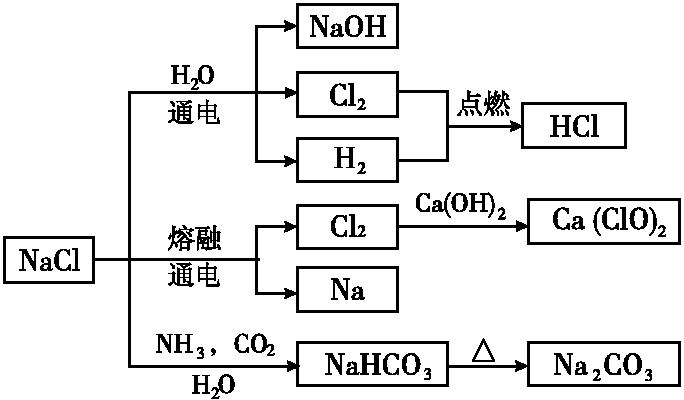 NaOH
H₂O
通电
Cl₂
点燃
HCl
H₂
Cl₂
Ca(OH)₂
Ca (ClO)₂
熔融
通电
NaCl
Na
NH₃，CO₂
H₂O
NaHCO₃
△
Na₂CO₃